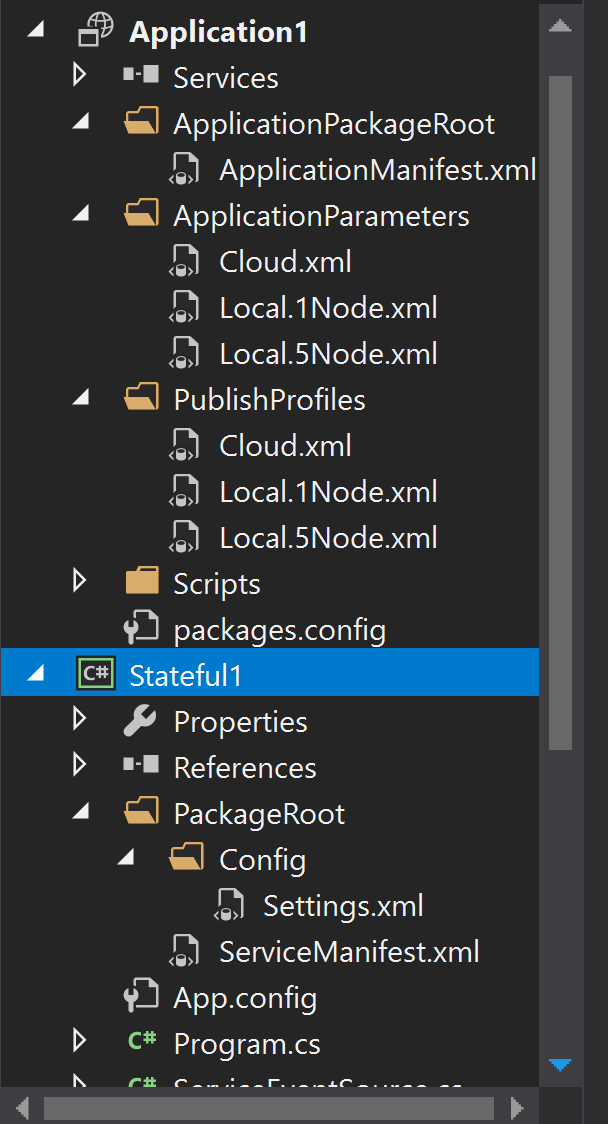 Application1
Services
ApplicationPackageRoot
ApplicationManifest.xml
ApplicationParameters
Cloud.xml
Local.1Node.xml
Local.5Node.xml
PublishProfiles
Cloud.xml
Local.1Node.xml
Local.5Node.xml
Scripts
packages.config
C# Stateful1
Properties
References
PackageRoot
Config
Settings.xml
ServiceManifest.xml
App.config
C# Program.cs
C# ServiceEventSource.cs